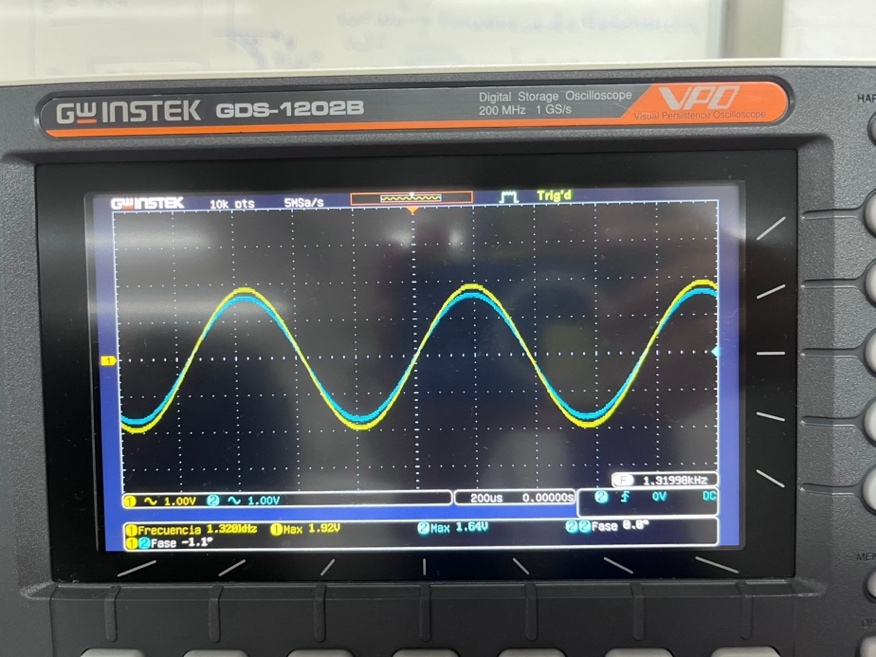 GW INSTEK GDS-1202B
Digital Storage Oscilloscope
200 MHz 1 GS/s
VPO
Visual Persistence Oscilloscope
GW INSTEK 10k pts 5MSa/s Trig'd
1
F 1.31998kHz
1 ∿ 1.00V 2 ∿ 1.00V 200us 0.00000s 2 0V DC
1 Frecuencia 1.320kHz 1 Max 1.92V 2 Max 1.64V 2 2 Fase 0.0°
1 2 Fase -1.1°